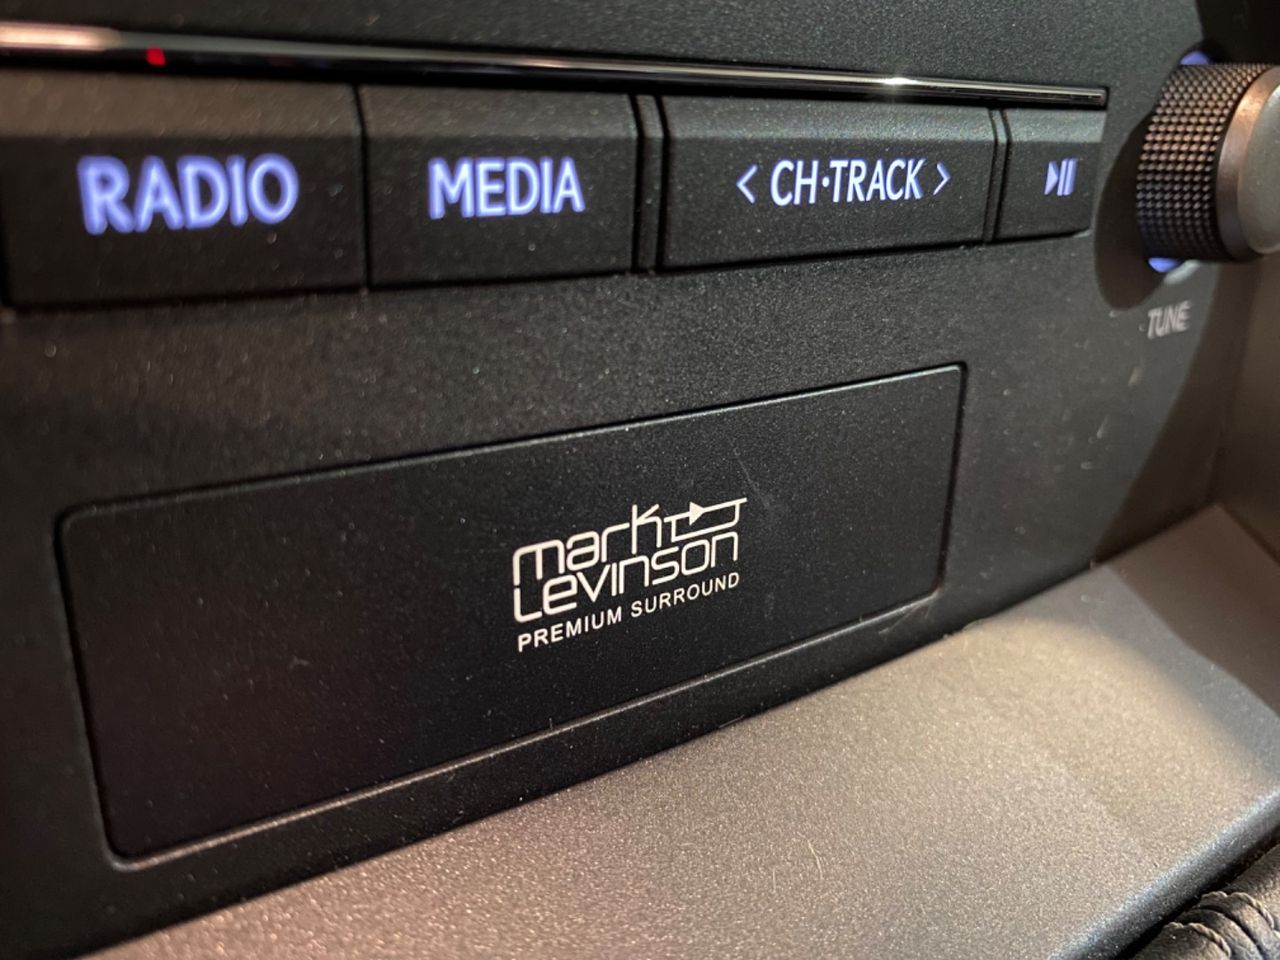 RADIO MEDIA < CH·TRACK >
TUNE
mark
Levinson
PREMIUM SURROUND